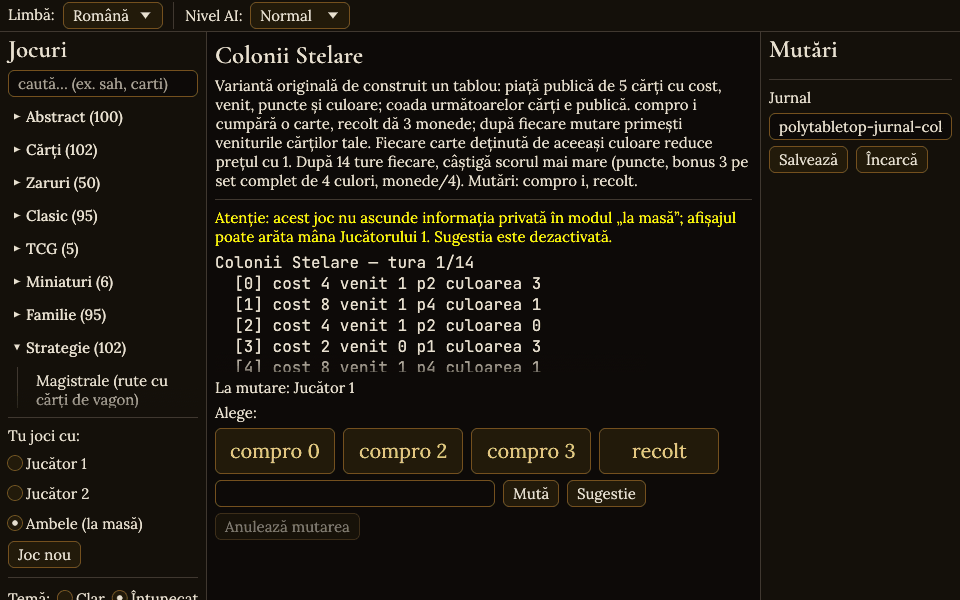 Limbă: Română ▼ Nivel AI: Normal ▼
Jocuri
caută... (ex. sah, carti)
▸ Abstract (100)
▸ Cărți (102)
▸ Zaruri (50)
▸ Clasic (95)
▸ TCG (5)
▸ Miniaturi (6)
▸ Familie (95)
▾ Strategie (102)
Magistrale (rute cu
cărți de vagon)
Tu joci cu:
Jucător 1
Jucător 2
Ambele (la masă)
Joc nou
Temă: Clar Întunecat
Colonii Stelare
Variantă originală de construit un tablou: piață publică de 5 cărți cu cost,
venit, puncte și culoare; coada următoarelor cărți e publică. compro i
cumpără o carte, recolt dă 3 monede; după fiecare mutare primești
veniturile cărților tale. Fiecare carte deținută de aceeași culoare reduce
prețul cu 1. După 14 ture fiecare, câștigă scorul mai mare (puncte, bonus 3 pe
set complet de 4 culori, monede/4). Mutări: compro i, recolt.
Atenție: acest joc nu ascunde informația privată în modul „la masă”; afișajul
poate arăta mâna Jucătorului 1. Sugestia este dezactivată.
Colonii Stelare — tura 1/14
[0] cost 4 venit 1 p2 culoarea 3
[1] cost 8 venit 1 p4 culoarea 1
[2] cost 4 venit 1 p2 culoarea 0
[3] cost 2 venit 0 p1 culoarea 3
[4] cost 8 venit 1 p4 culoarea 1
La mutare: Jucător 1
Alege:
compro 0 compro 2 compro 3 recolt
Mută Sugestie
Anulează mutarea
Mutări
Jurnal
polytabletop-jurnal-col
Salvează Încarcă